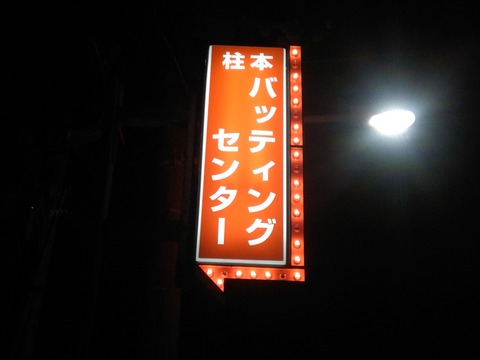 柱本
バッティング
センター